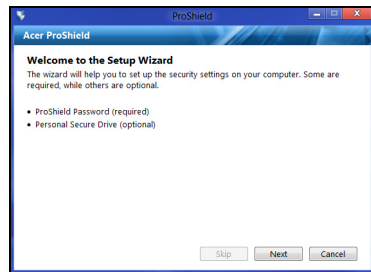 ProShield
Acer ProShield
Welcome to the Setup Wizard
The wizard will help you to set up the security settings on your computer. Some are
required, while others are optional.
• ProShield Password (required)
• Personal Secure Drive (optional)
Skip Next Cancel